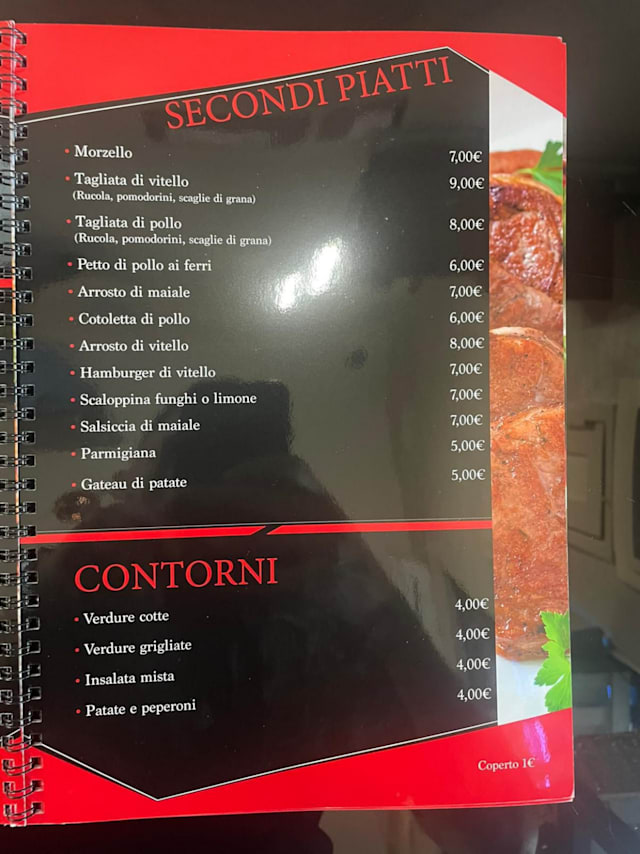 SECONDI PIATTI
• Morzello 7,00€
• Tagliata di vitello 9,00€
(Rucola, pomodorini, scaglie di grana)
• Tagliata di pollo 8,00€
(Rucola, pomodorini, scaglie di grana)
• Petto di pollo ai ferri 6,00€
• Arrosto di maiale 7,00€
• Cotoletta di pollo 6,00€
• Arrosto di vitello 8,00€
• Hamburger di vitello 7,00€
• Scaloppina funghi o limone 7,00€
• Salsiccia di maiale 7,00€
• Parmigiana 5,00€
• Gateau di patate 5,00€
CONTORNI
• Verdure cotte 4,00€
• Verdure grigliate 4,00€
• Insalata mista 4,00€
• Patate e peperoni 4,00€
Coperto 1€